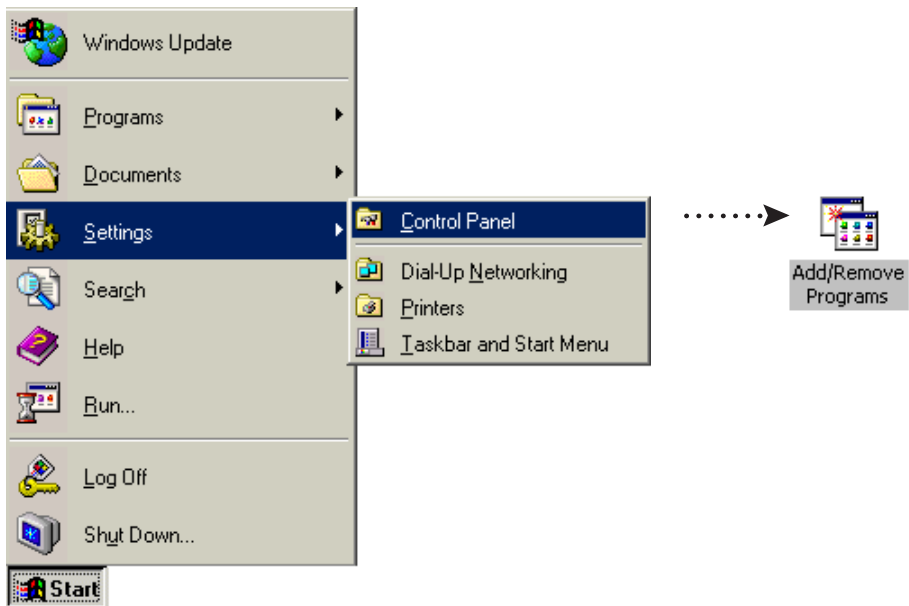 Windows Update
Programs
Documents
Settings
Search
Help
Run...
Log Off
Shut Down...
Start
Control Panel
Dial-Up Networking
Printers
Taskbar and Start Menu
Add/Remove
Programs